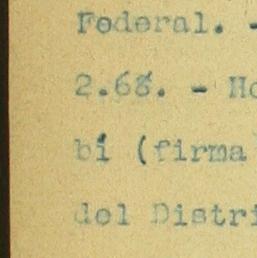 Federal. -
2.68. - Ho
bí (firma
del Distri